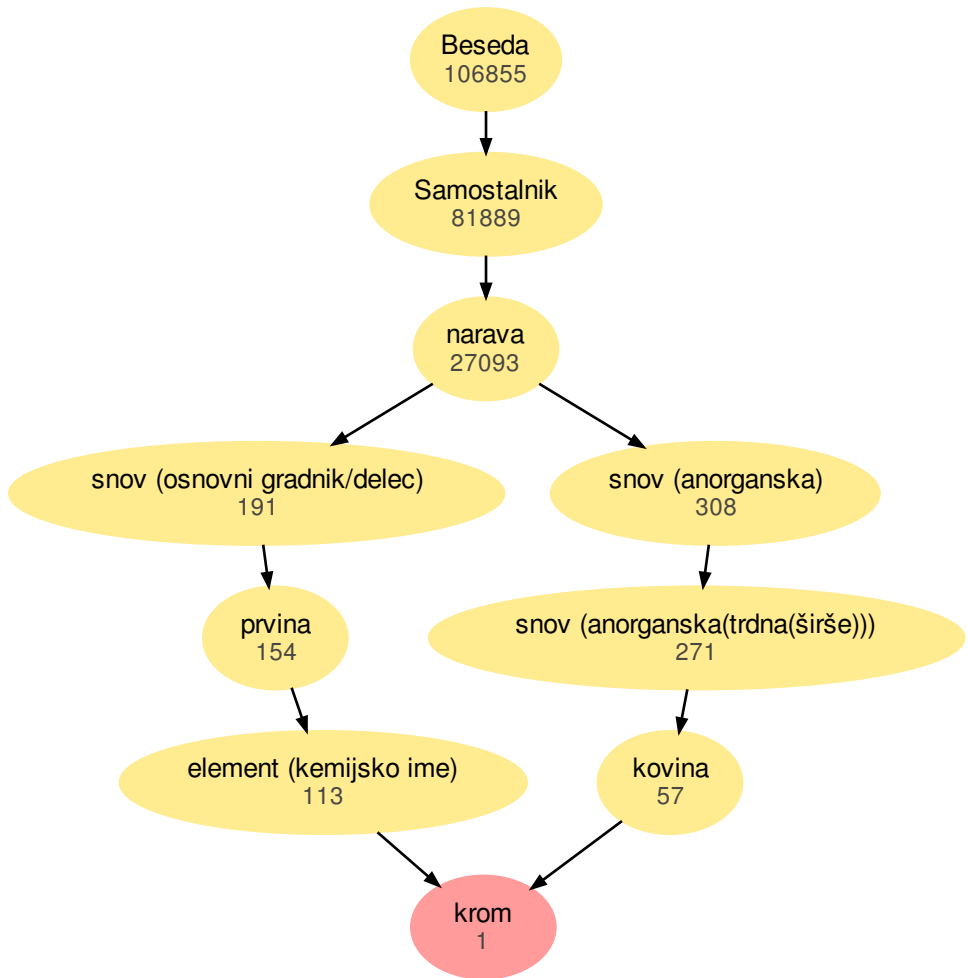 Beseda
106855
Samostalnik
81889
narava
27093
snov (osnovni gradnik/delec)
191
snov (anorganska)
308
prvina
154
snov (anorganska(trdna(širše)))
271
element (kemijsko ime)
113
kovina
57
krom
1